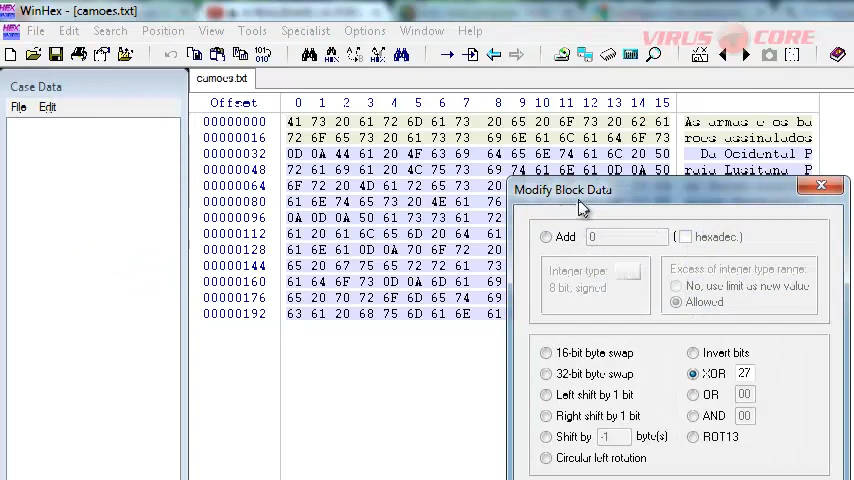 WinHex - [camoes.txt]
File Edit Search Position View Tools Specialist Options Window Help
VIRUS CORE
Case Data
File Edit
camoes.txt
Offset 0 1 2 3 4 5 6 7 8 9 10 11 12 13 14 15
00000000 41 73 20 61 72 6D 61 73 20 65 20 6F 73 20 62 61 As armas e os ba
00000016 72 6F 65 73 20 61 73 73 69 6E 61 6C 61 64 6F 73 roes assinalados
00000032 0D 0A 44 61 20 4F 63 69 64 65 6E 74 61 6C 20 50 Da Ocidental P
00000048 72 61 69 61 20 4C 75 73 69 74 61 6E 61 0D 0A 50 raia Lusitana P
00000064 6F 72 20 4D 61 72 65 73 20
00000080 61 6E 74 65 73 20 4E 61 76
00000096 0A 0D 0A 50 61 73 73 61 72
00000112 61 20 61 6C 65 6D 20 64 61
00000128 61 6E 61 0D 0A 70 6F 72 20
00000144 65 20 67 75 65 72 72 61 73
00000160 61 64 6F 73 0D 0A 6D 61 69
00000176 65 20 70 72 6F 6D 65 74 69
00000192 63 61 20 68 75 6D 61 6E 61
Modify Block Data
Add 0 ( hexadec.)
Integer type:
8 bit, signed
...
Excess of integer type range:
No, use limit as new value
Allowed
16-bit byte swap
32-bit byte swap
Left shift by 1 bit
Right shift by 1 bit
Shift by -1 byte(s)
Circular left rotation
Invert bits
XOR 27
OR 00
AND 00
ROT13